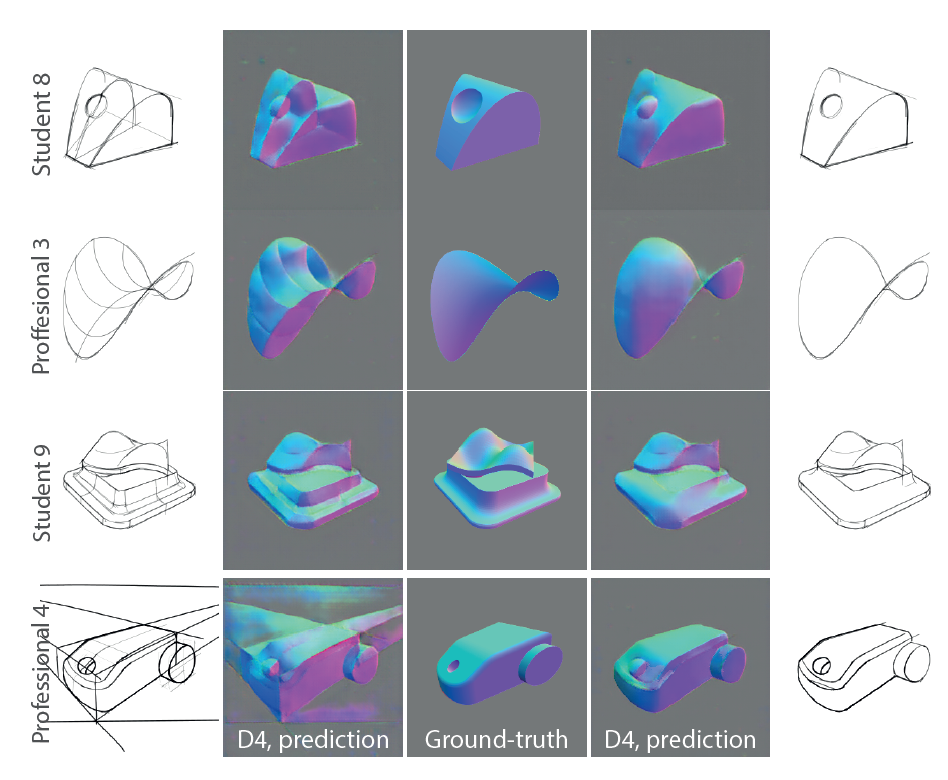 Student 8
Proffesional 3
Student 9
Professional 4
D4, prediction
Ground-truth
D4, prediction